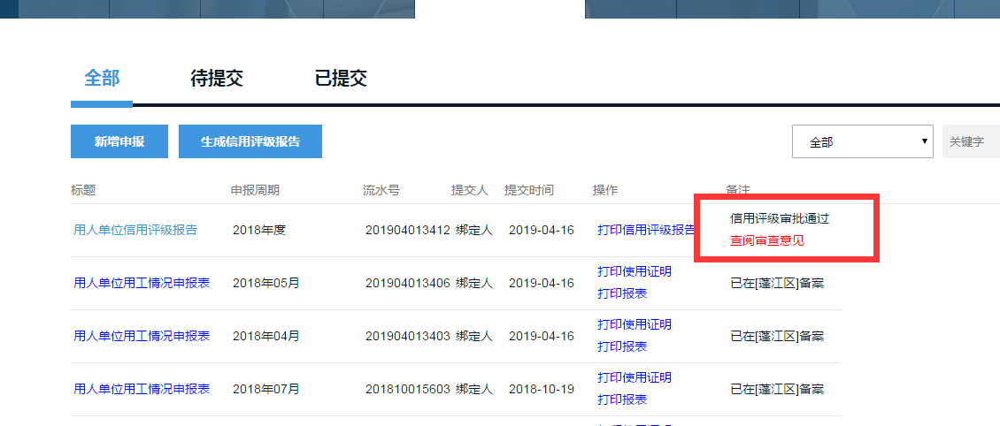 全部 待提交 已提交
新增申报 生成信用评级报告 全部 关键字
标题 申报周期 流水号 提交人 提交时间 操作 备注
用人单位信用评级报告 2018年度 201904013412 绑定人 2019-04-16 打印信用评级报告 信用评级审批通过
查阅审查意见
用人单位用工情况申报表 2018年05月 201904013406 绑定人 2019-04-16 打印使用证明 已在[蓬江区]备案
打印报表
用人单位用工情况申报表 2018年04月 201904013403 绑定人 2019-04-16 打印使用证明 已在[蓬江区]备案
打印报表
用人单位用工情况申报表 2018年07月 201810015603 绑定人 2018-10-19 打印使用证明 已在[蓬江区]备案
打印报表